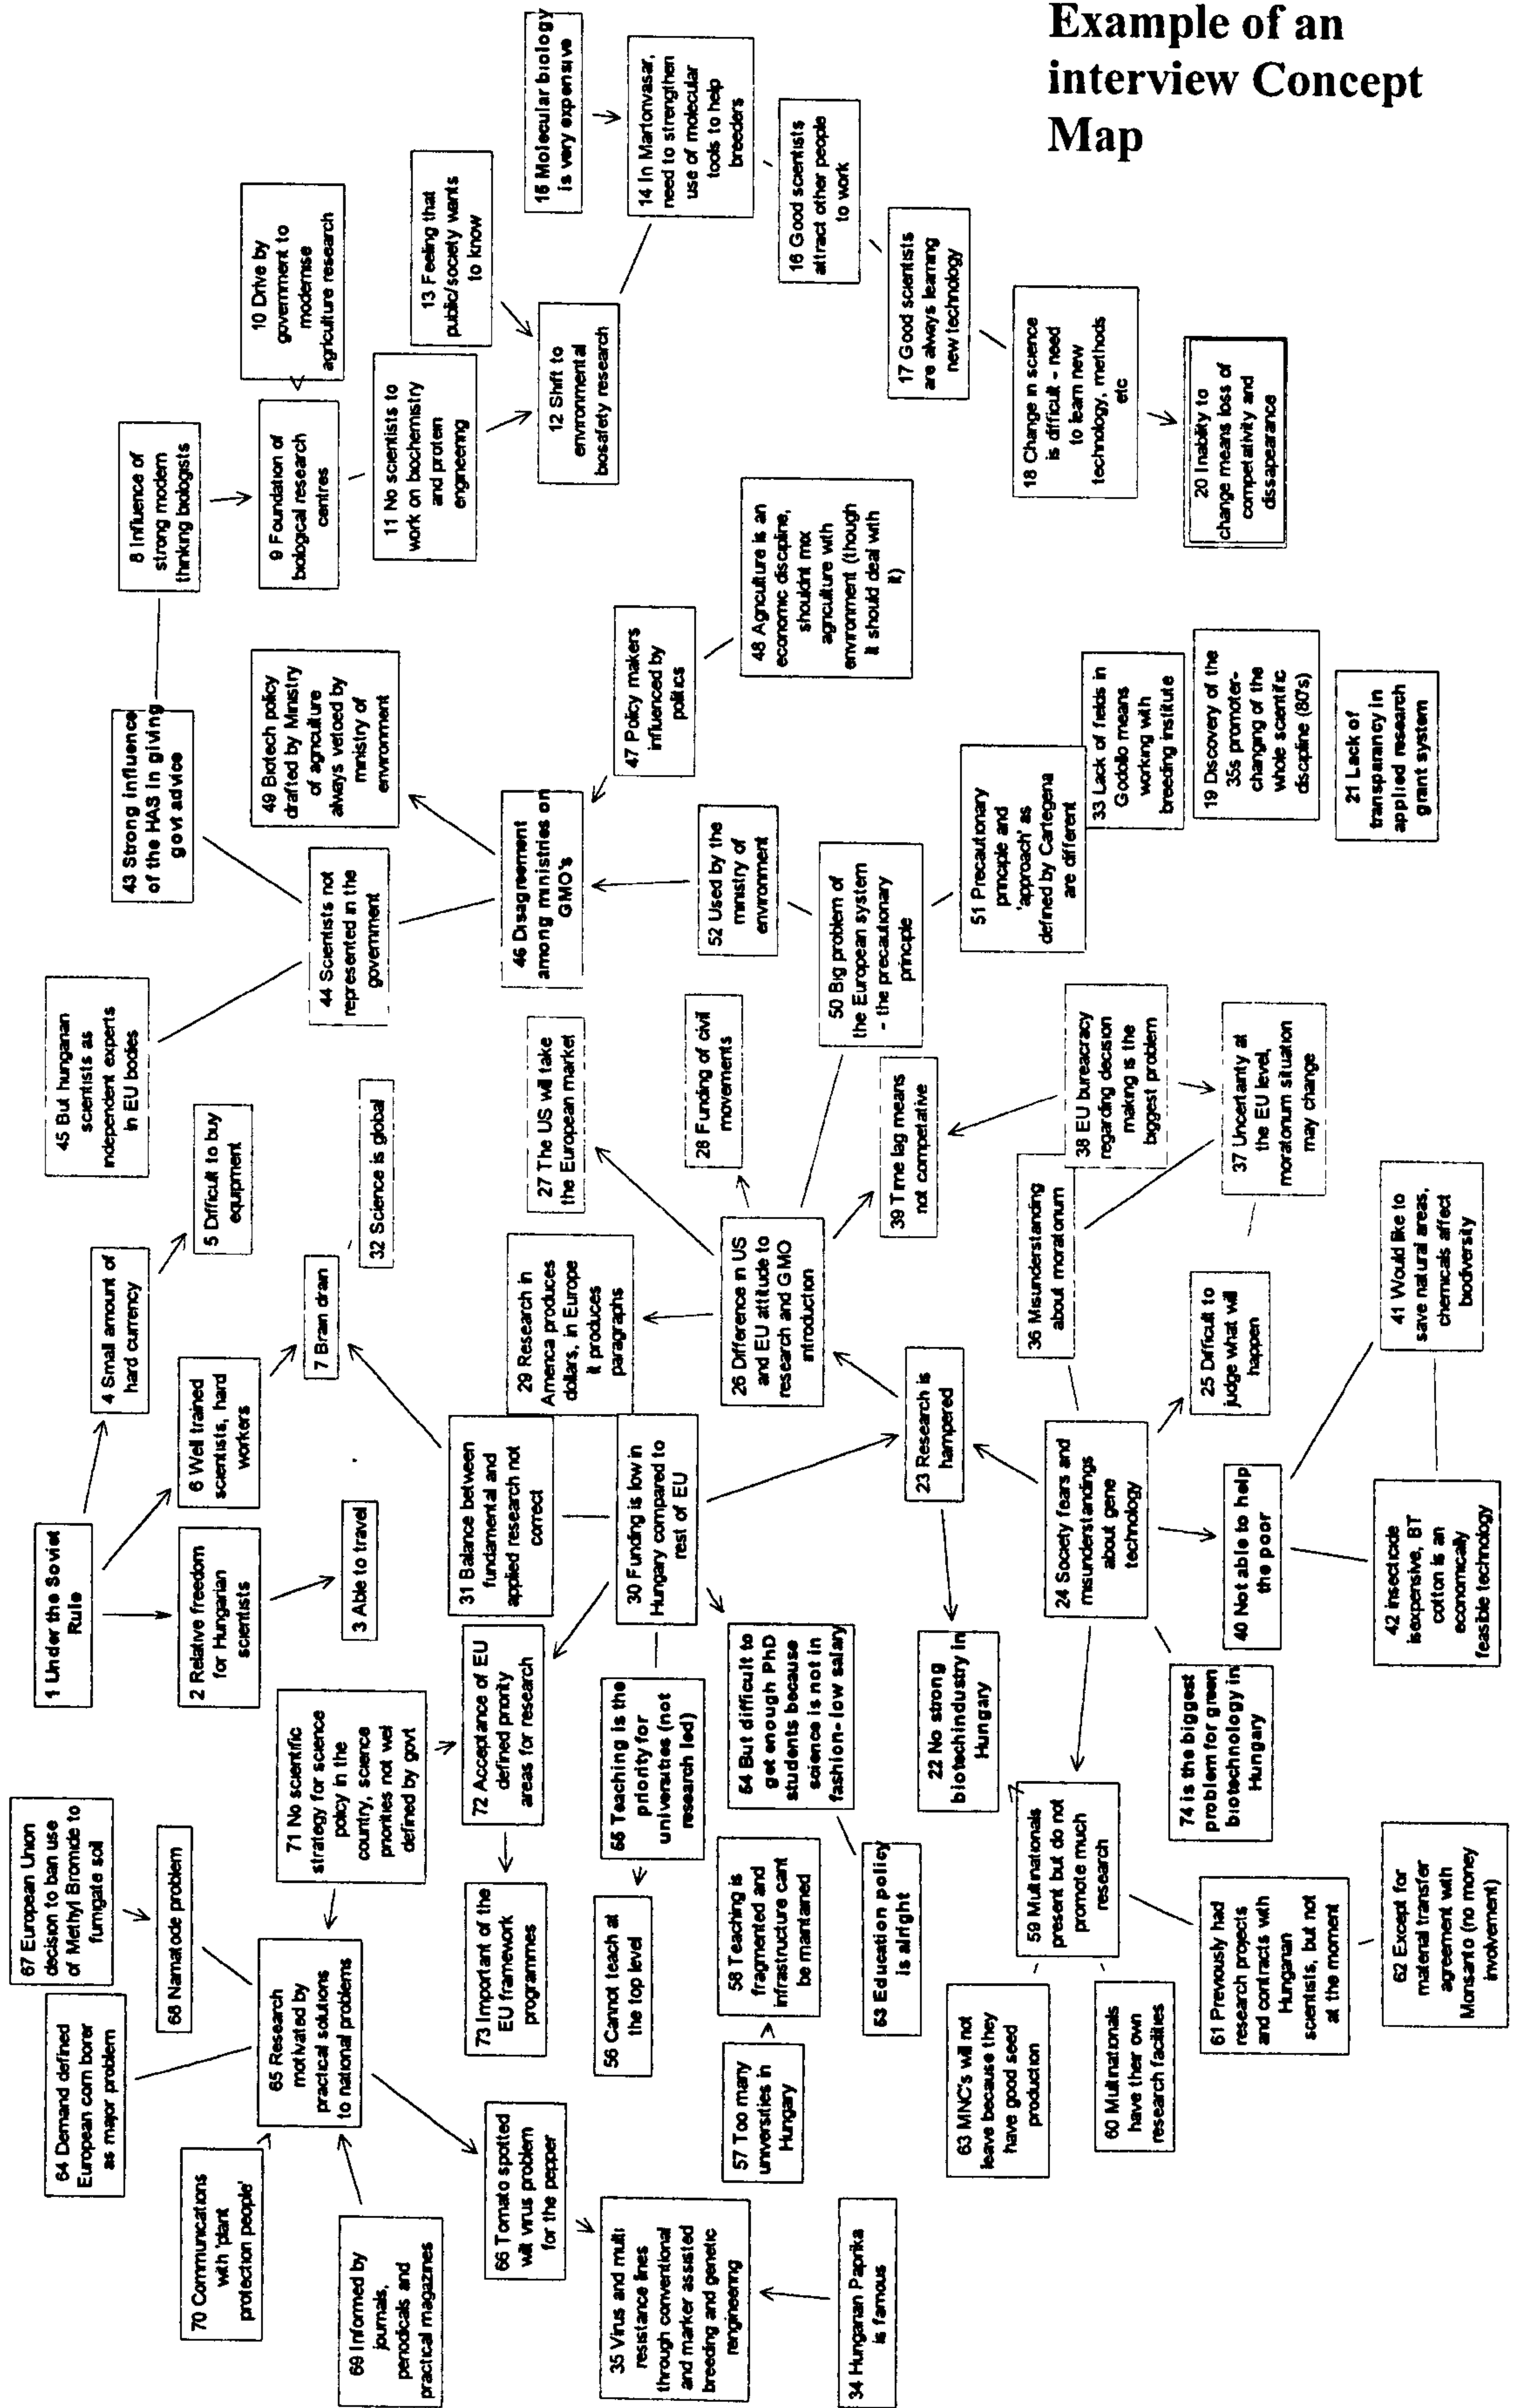 Example of an
interview Concept
Map
67 European Union
decision to ban use
of Methyl Bromide to
fumigate soil
64 Demand defined
European corn borer
as major problem
68 Namatode problem
70 Communications
with 'plant
protection people'
65 Research
motivated by
practical solutions
to national problems
69 Informed by
journals,
periodicals and
practical magazines
66 Tomato spotted
wilt virus problem
for the pepper
35 Virus and multi
resistance lines
through conventional
and marker assisted
breeding and genetic
rengineering
34 Hungarian Paprika
is famous
71 No scientific
strategy for science
policy in the
country, science
priorities not wel
defined by govt
72 Acceptance of EU
defined priority
areas for research
73 Important of the
EU framework
programmes
55 Teaching is the
priority for
universities (not
research led)
56 Cannot teach at
the top level
54 But difficult to
get enough PhD
students because
science is not in
fashion- low salary
58 Teaching is
fragmented and
infrastructure cant
be mantained
57 Too many
universities in
Hungary
53 Education policy
is alright
1 Under the Soviet
Rule
2 Relative freedom
for Hungarian
scientists
3 Able to travel
6 Well trained
scientists, hard
workers
4 Small amount of
hard currency
5 Difficult to buy
equipment
7 Brain drain
32 Science is global
31 Balance between
fundamental and
applied research not
correct
30 Funding is low in
Hungary compared to
rest of EU
29 Research in
America produces
dollars, in Europe
it produces
paragraphs
26 Difference in US
and EU attitude to
research and GMO
introduction
27 The US will take
the European market
28 Funding of civil
movements
39 Time lag means
not competative
23 Research is
hampered
22 No strong
biotechindustry in
Hungary
24 Society fears and
misunderstandings
about gene
technology
59 Multinationals
present but do not
promote much
research
63 MNC's will not
leave because they
have good seed
production
60 Multinationals
have ther own
research facilities
61 Previously had
research projects
and contracts with
Hungarian
scientists, but not
at the moment
62 Except for
material transfer
agreement with
Monsanto (no money
involvement)
74 is the biggest
problem for green
biotechnology in
Hungary
40 Not able to help
the poor
42 insecticide
isexpensive, BT
cotton is an
economically
feasible technology
41 Would like to
save natural areas,
chemicals affect
biodiversity
25 Difficult to
judge what will
happen
36 Misunderstanding
about moratorium
38 EU bureacracy
regarding decision
making is the
biggest problem
37 Uncertainty at
the EU level,
moratorium situation
may change
45 But hungarian
scientists as
independent experts
in EU bodies
43 Strong influence
of the HAS in giving
govt advice
44 Scientists not
represented in the
government
46 Disagreement
among ministries on
GMO's
49 Biotech policy
drafted by Ministry
of agriculture
always vetoed by
ministry of
environment
47 Policy makers
influenced by
politics
48 Agriculture is an
economic discipline,
shouldnt mix
agriculture with
environment (though
it should deal with
it)
52 Used by the
ministry of
environment
50 Big problem of
the European system
- the precautionary
principle
51 Precautionary
principle and
'approach' as
defined by Cartegena
are different
33 Lack of fields in
Godollo means
working with
breeding institute
19 Discovery of the
35s promoter-
changing of the
whole scientific
discipline (80's)
21 Lack of
transparancy in
applied research
grant system
8 Influence of
strong modern
thinking biologists
9 Foundation of
biological research
centres
10 Drive by
government to
modernise
agriculture research
11 No scientists to
work on biochemistry
and protein
engineering
13 Feeling that
public/society wants
to know
12 Shift to
environmental
biosafety research
15 Molecular biology
is very expensive
14 In Martonvasar,
need to strengthen
use of molecular
tools to help
breeders
16 Good scientists
attract other people
to work
17 Good scientists
are always learning
new technology
18 Change in science
is difficult - need
to learn new
technology, methods
etc
20 Inability to
change means loss of
competativity and
dissapearance